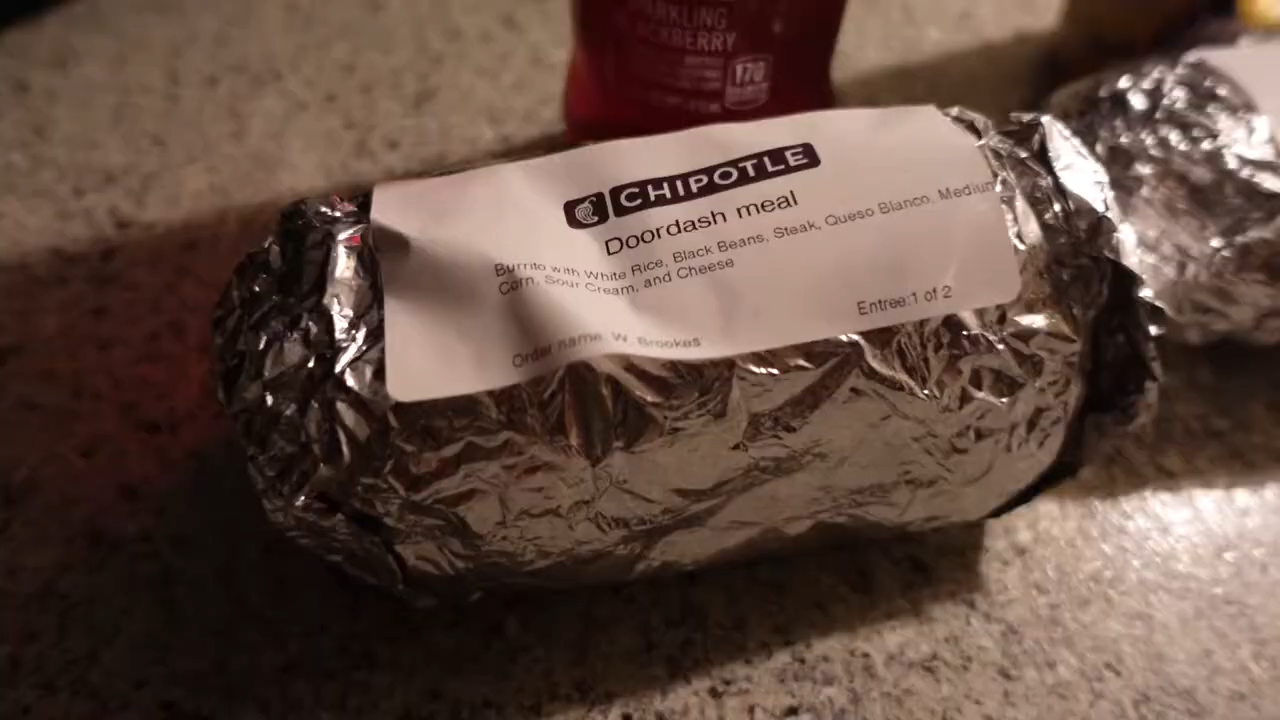 SPARKLING
BLACKBERRY
170
CHIPOTLE
Doordash meal
Burrito with White Rice, Black Beans, Steak, Queso Blanco, Medium
Corn, Sour Cream, and Cheese
Entree:1 of 2
Order name: W. Brookes